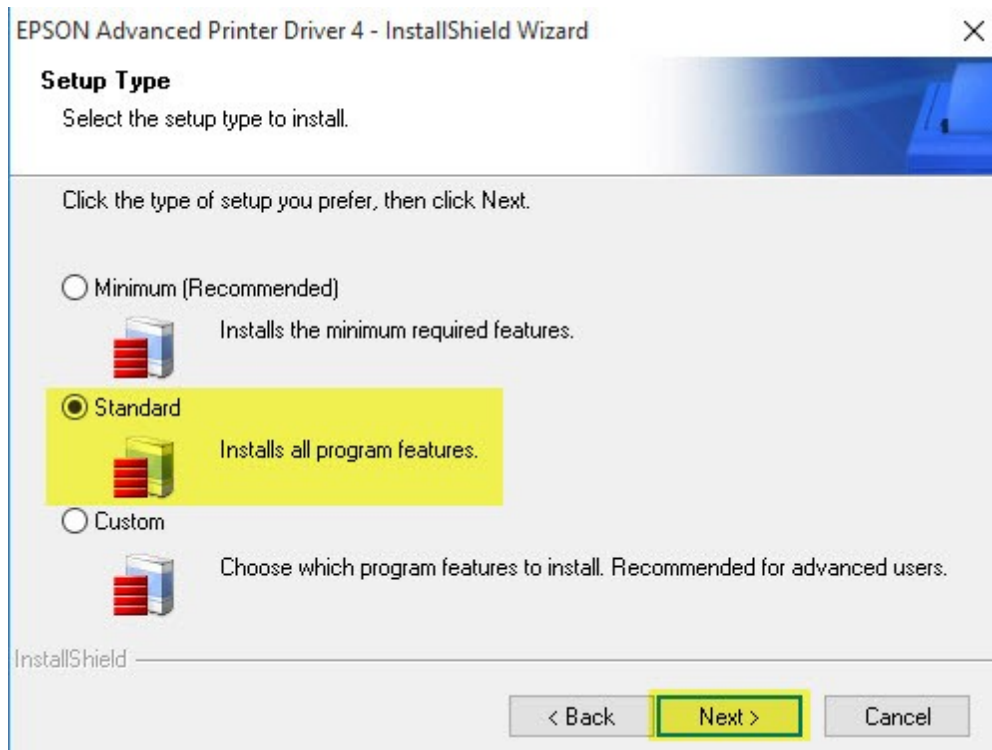 EPSON Advanced Printer Driver 4 - InstallShield Wizard
Setup Type
Select the setup type to install.
Click the type of setup you prefer, then click Next.
Minimum (Recommended)
Installs the minimum required features.
Standard
Installs all program features.
Custom
Choose which program features to install. Recommended for advanced users.
InstallShield
< Back Next > Cancel